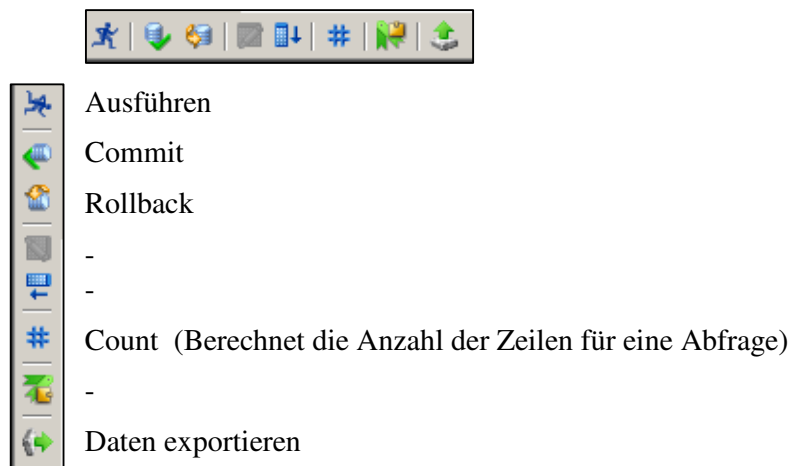 Ausführen
Commit
Rollback
-
-
Count (Berechnet die Anzahl der Zeilen für eine Abfrage)
-
Daten exportieren